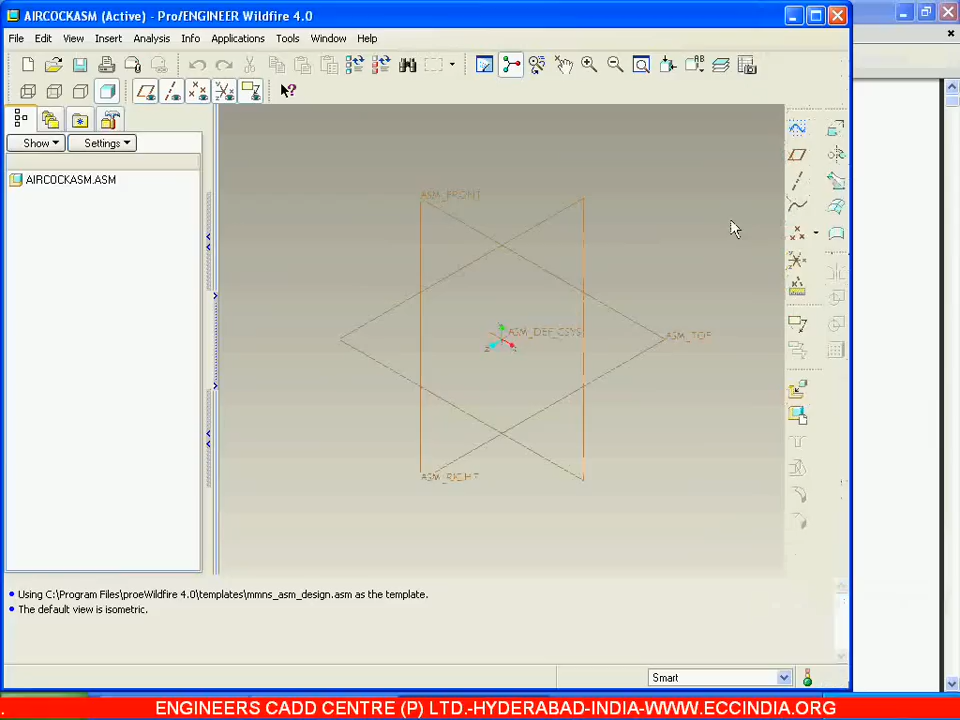 AIRCOCKASM (Active) - Pro/ENGINEER Wildfire 4.0
File Edit View Insert Analysis Info Applications Tools Window Help
Show Settings
AIRCOCKASM.ASM
ASM_FRONT
ASM_DEF_CSYS
ASM_TOP
ASM_RIGHT
Using C:\Program Files\proeWildfire 4.0\templates\mmns_asm_design.asm as the template.
The default view is isometric.
Smart
ENGINEERS CADD CENTRE (P) LTD.-HYDERABAD-INDIA-WWW.ECCINDIA.ORG